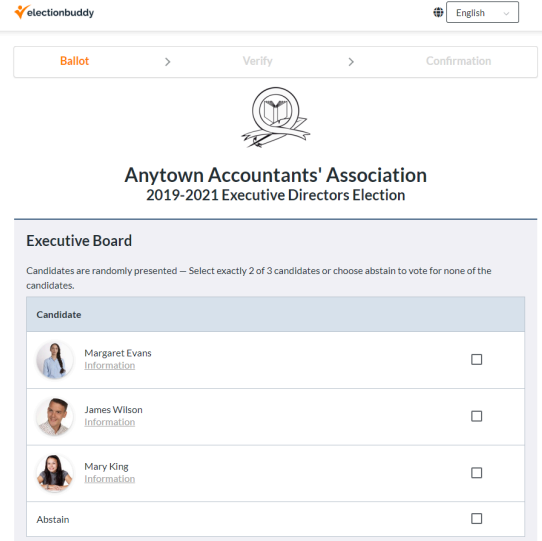 electionbuddy
English
Ballot
Verify
Confirmation
Anytown Accountants' Association
2019-2021 Executive Directors Election
Executive Board
Candidates are randomly presented — Select exactly 2 of 3 candidates or choose abstain to vote for none of the
candidates.
Candidate
Margaret Evans
Information
James Wilson
Information
Mary King
Information
Abstain